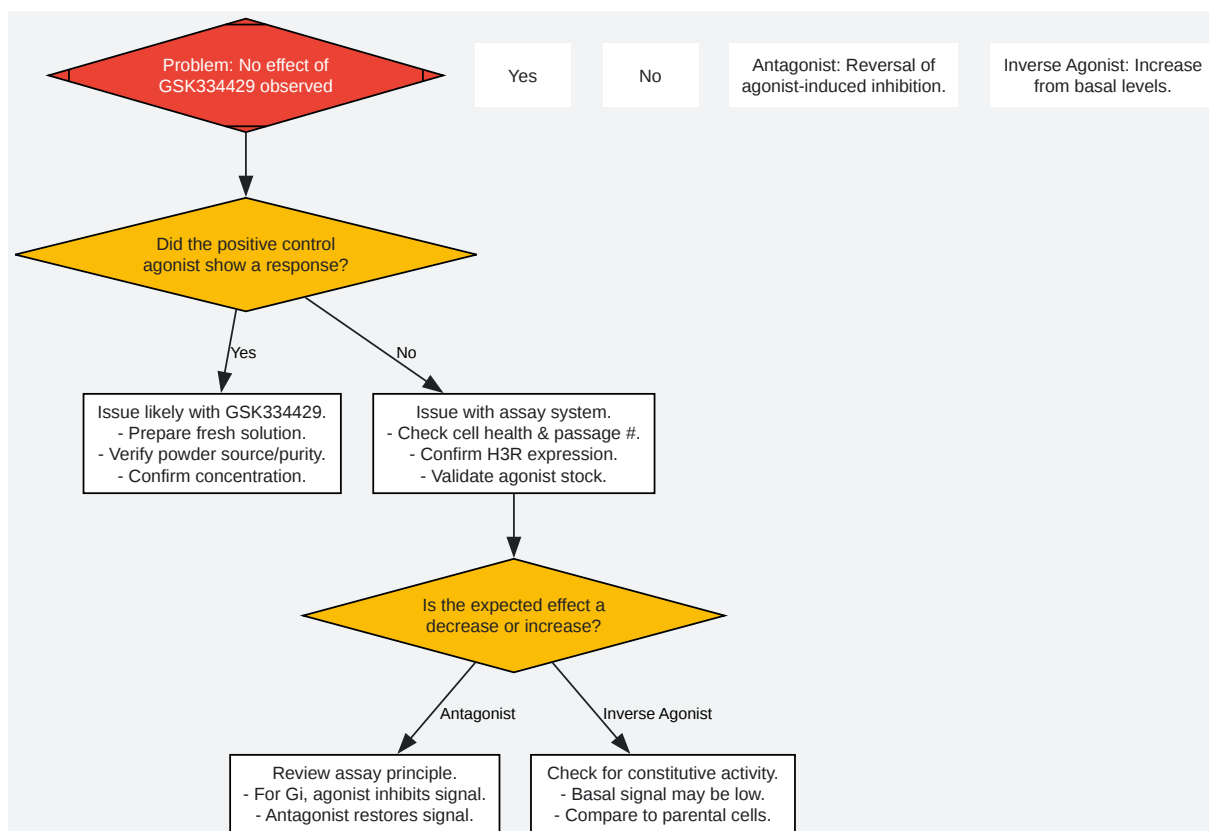 Problem: No effect of
GSK334429 observed
Yes
No
Antagonist: Reversal of
agonist-induced inhibition.
Inverse Agonist: Increase
from basal levels.
Did the positive control
agonist show a response?
Yes
No
Issue likely with GSK334429.
- Prepare fresh solution.
- Verify powder source/purity.
- Confirm concentration.
Issue with assay system.
- Check cell health & passage #.
- Confirm H3R expression.
- Validate agonist stock.
Is the expected effect a
decrease or increase?
Antagonist
Inverse Agonist
Review assay principle.
- For Gi, agonist inhibits signal.
- Antagonist restores signal.
Check for constitutive activity.
- Basal signal may be low.
- Compare to parental cells.